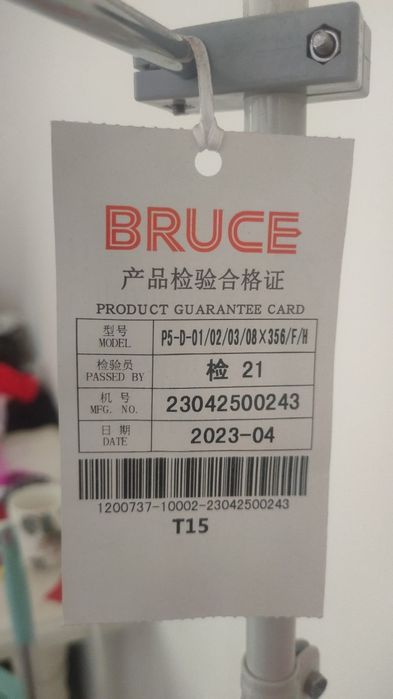 BRUCE
产品检验合格证
PRODUCT GUARANTEE CARD
型号 MODEL P5-D-01/02/03/08×356/F/H
检验员 PASSED BY 检 21
机号 MFG. NO. 23042500243
日期 DATE 2023-04
1200737-10002-23042500243
T15